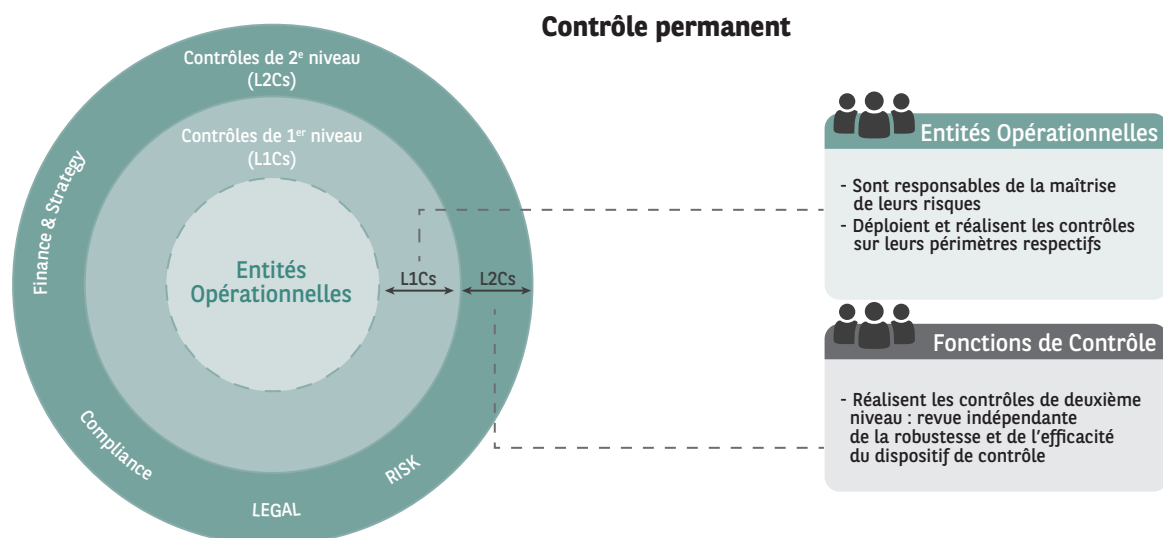 Contrôle permanent
Contrôles de 2e niveau
(L2Cs)
Contrôles de 1er niveau
(L1Cs)
Finance & Strategy
Entités
Opérationnelles
L1Cs
L2Cs
Compliance
LEGAL
RISK
Entités Opérationnelles
- Sont responsables de la maîtrise
de leurs risques
- Déploient et réalisent les contrôles
sur leurs périmètres respectifs
Fonctions de Contrôle
- Réalisent les contrôles de deuxième
niveau : revue indépendante
de la robustesse et de l'efficacité
du dispositif de contrôle